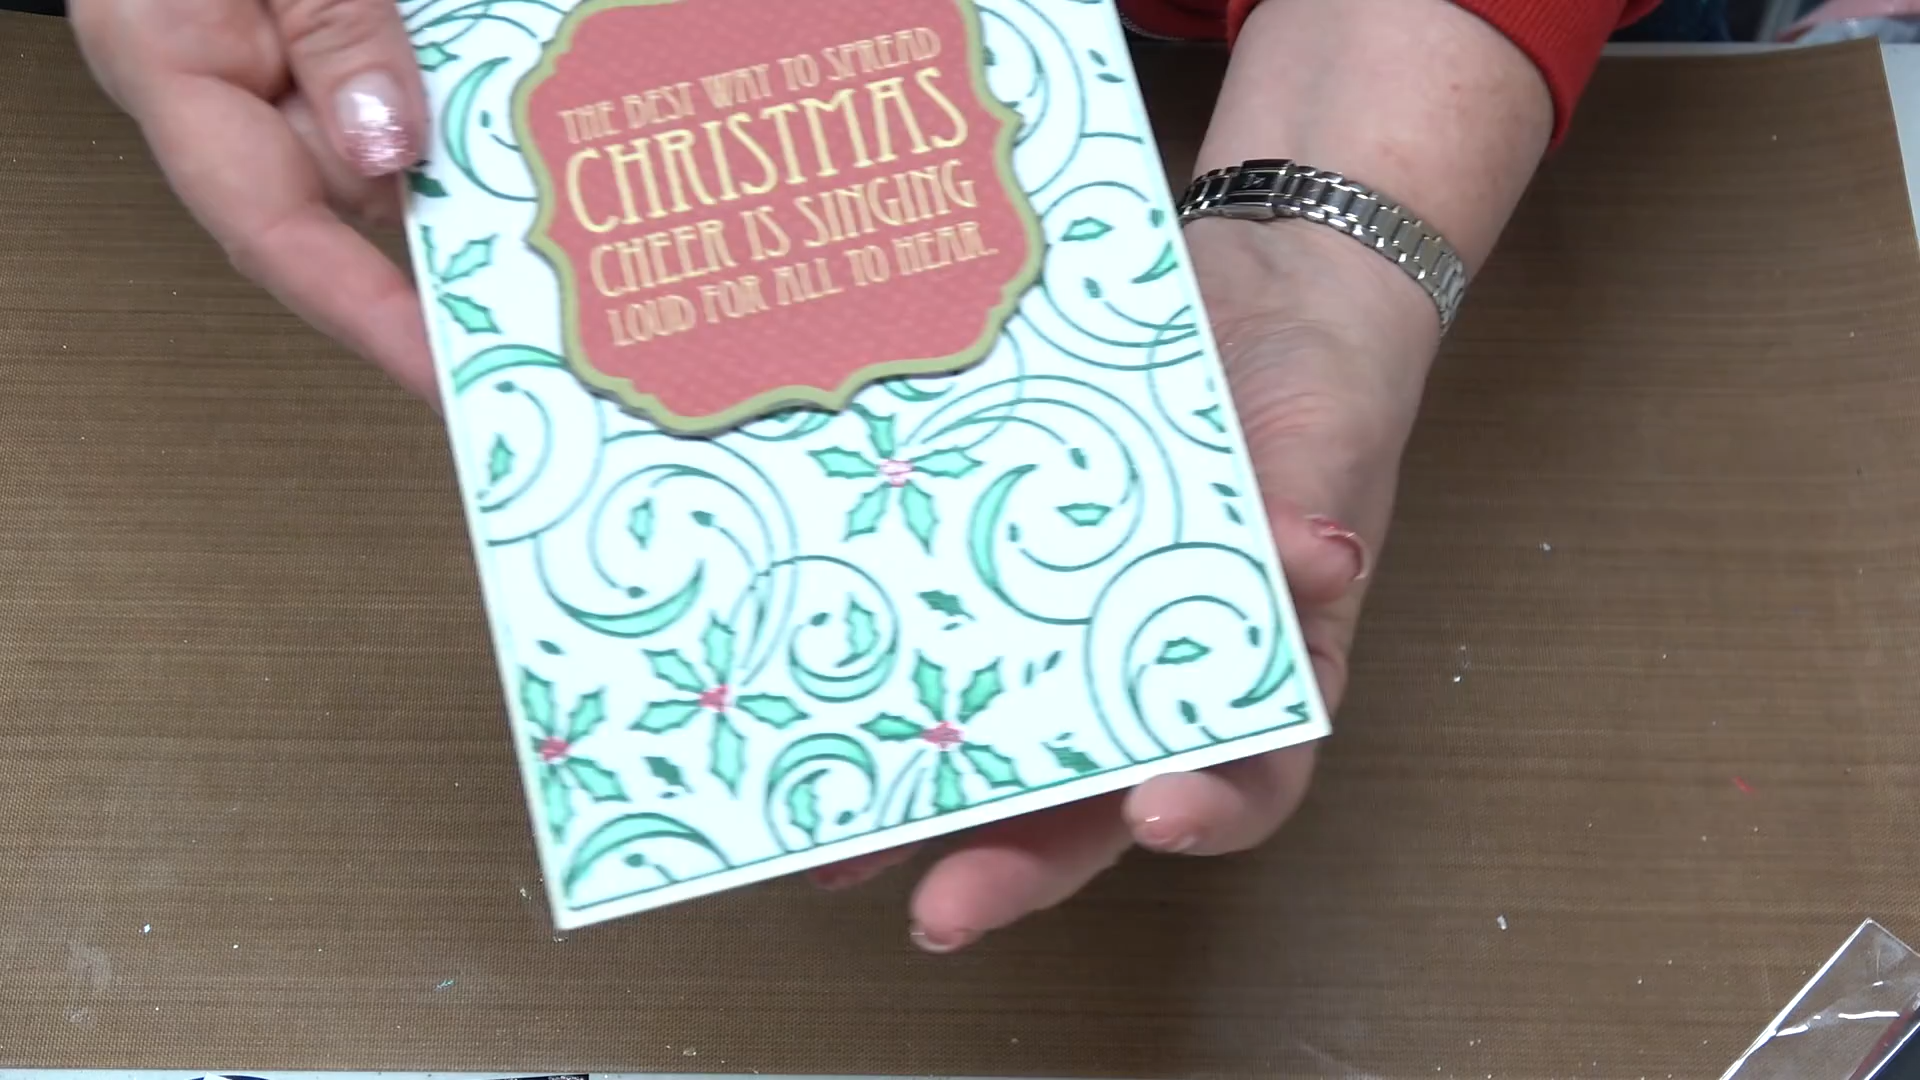 THE BEST WAY TO SPREAD
CHRISTMAS
CHEER IS SINGING
LOUD FOR ALL TO HEAR.